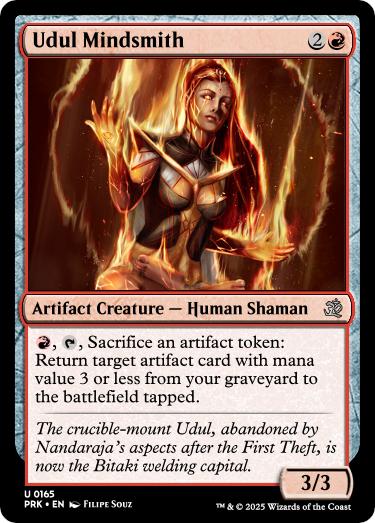 Udul Mindsmith 2
Artifact Creature — Human Shaman
, , Sacrifice an artifact token:
Return target artifact card with mana
value 3 or less from your graveyard to
the battlefield tapped.
The crucible-mount Udul, abandoned by
Nandaraja's aspects after the First Theft, is
now the Bitaki welding capital.
3/3
U 0165
PRK • EN Filipe Souz
™ & © 2025 Wizards of the Coast